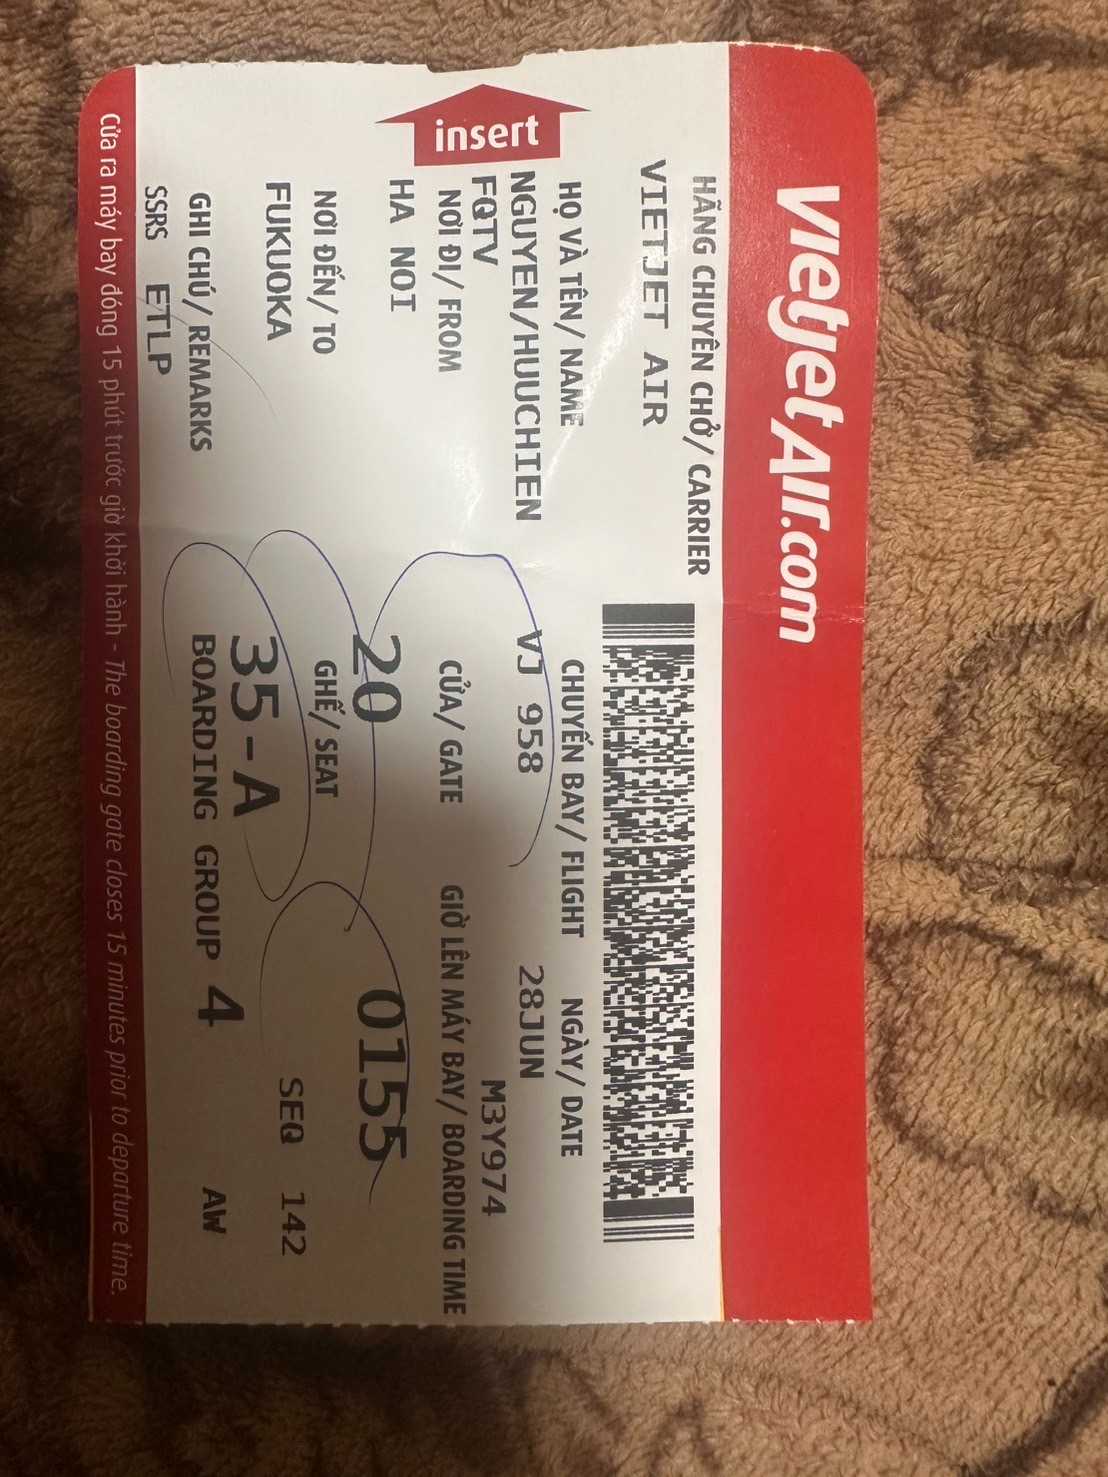 VietjetAir.com
HÃNG CHUYÊN CHỞ/ CARRIER
VIETJET AIR
HỌ VÀ TÊN/ NAME
CHUYẾN BAY/ FLIGHT
NGÀY/ DATE
NGUYEN/HUUCHIEN
VJ 958
28JUN
FQTV
M3Y974
NƠI ĐI/ FROM
CỬA/ GATE
GIỜ LÊN MÁY BAY/ BOARDING TIME
HA NOI
20
0155
NƠI ĐẾN/ TO
GHẾ/ SEAT
FUKUOKA
35-A
SEQ 142
GHI CHÚ/ REMARKS
BOARDING GROUP 4
AW
SSRS ETLP
Cửa ra máy bay đóng 15 phút trước giờ khởi hành - The boarding gate closes 15 minutes prior to departure time.
insert